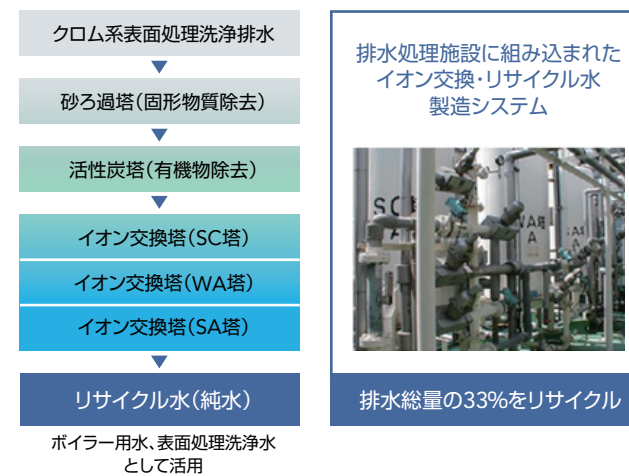 クロム系表面処理洗浄排水
砂ろ過塔(固形物質除去)
活性炭塔(有機物除去)
イオン交換塔(SC塔)
イオン交換塔(WA塔)
イオン交換塔(SA塔)
リサイクル水(純水)
ボイラー用水、表面処理洗浄水
として活用
排水処理施設に組み込まれた
イオン交換・リサイクル水
製造システム
SC塔
A
WA塔
A
排水総量の33%をリサイクル